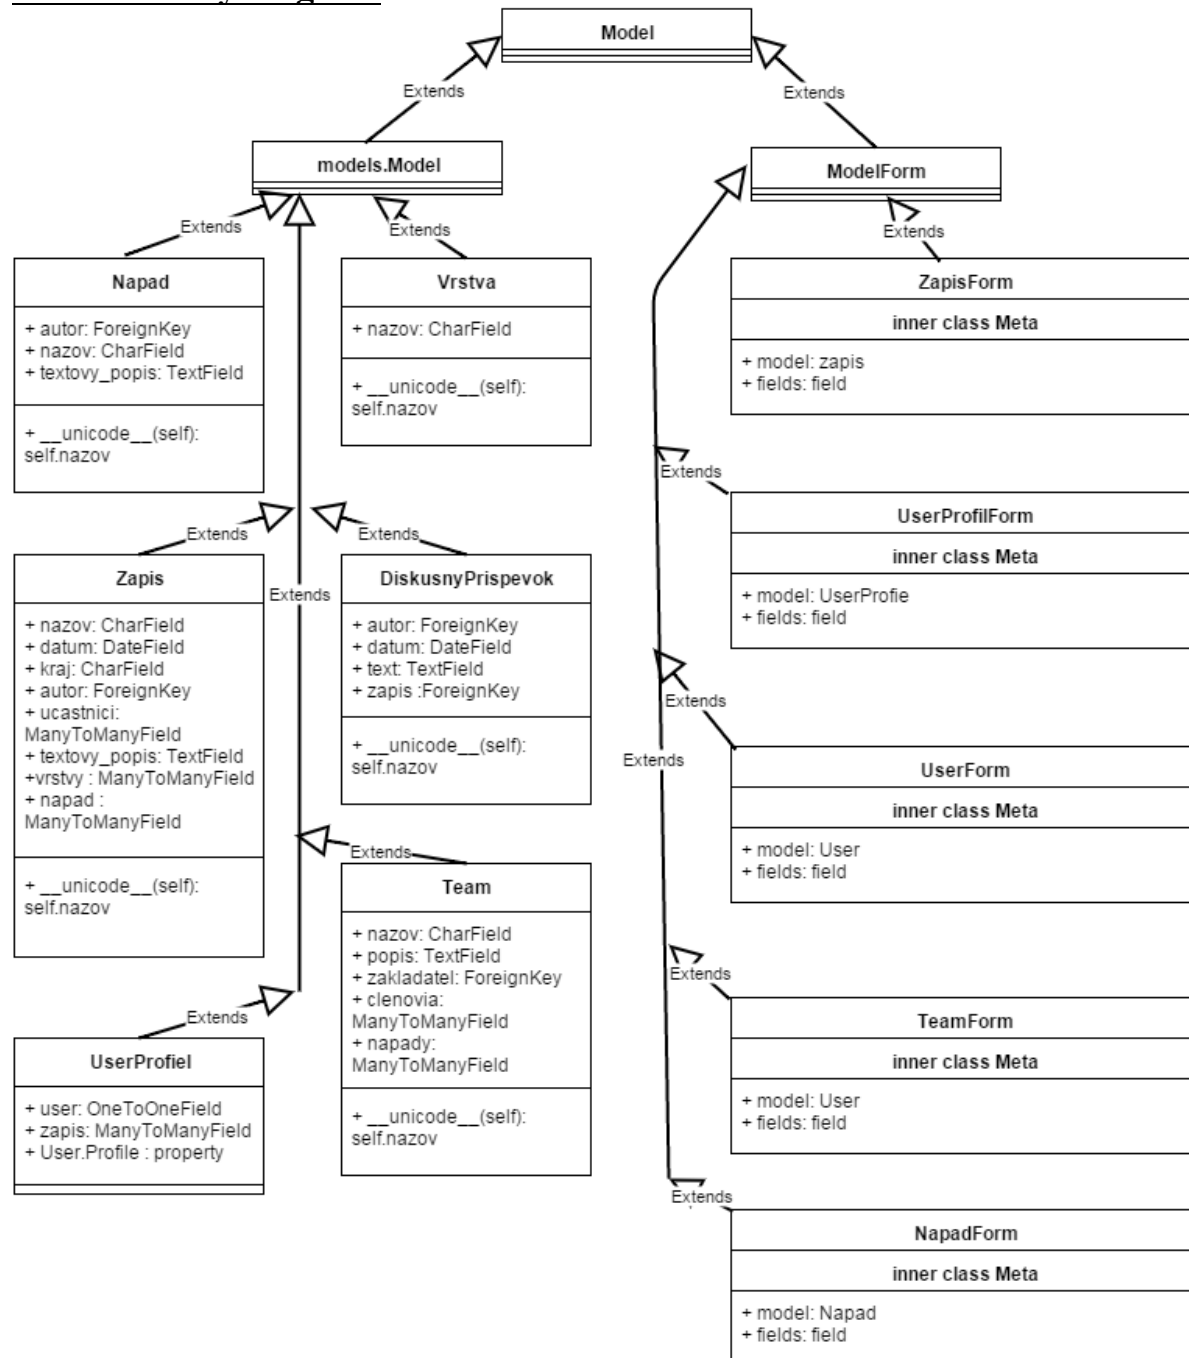 Model
Extends
Extends
models.Model
ModelForm
Extends
Extends
Extends
Napad
+ autor: ForeignKey
+ nazov: CharField
+ textovy_popis: TextField
+ __unicode__(self):
self.nazov
Vrstva
+ nazov: CharField
+ __unicode__(self):
self.nazov
ZapisForm
inner class Meta
+ model: zapis
+ fields: field
Extends
UserProfilForm
inner class Meta
+ model: UserProfie
+ fields: field
Extends
Extends
Extends
Zapis
+ nazov: CharField
+ datum: DateField
+ kraj: CharField
+ autor: ForeignKey
+ ucastnici:
ManyToManyField
+ textovy_popis: TextField
+vrstvy : ManyToManyField
+ napad :
ManyToManyField
+ __unicode__(self):
self.nazov
DiskusnyPrispevok
+ autor: ForeignKey
+ datum: DateField
+ text: TextField
+ zapis :ForeignKey
+ __unicode__(self):
self.nazov
Extends
Extends
UserForm
inner class Meta
+ model: User
+ fields: field
Extends
Team
+ nazov: CharField
+ popis: TextField
+ zakladatel: ForeignKey
+ clenovia:
ManyToManyField
+ napady:
ManyToManyField
+ __unicode__(self):
self.nazov
Extends
TeamForm
inner class Meta
+ model: User
+ fields: field
Extends
UserProfiel
+ user: OneToOneField
+ zapis: ManyToManyField
+ User.Profile : property
Extends
NapadForm
inner class Meta
+ model: Napad
+ fields: field